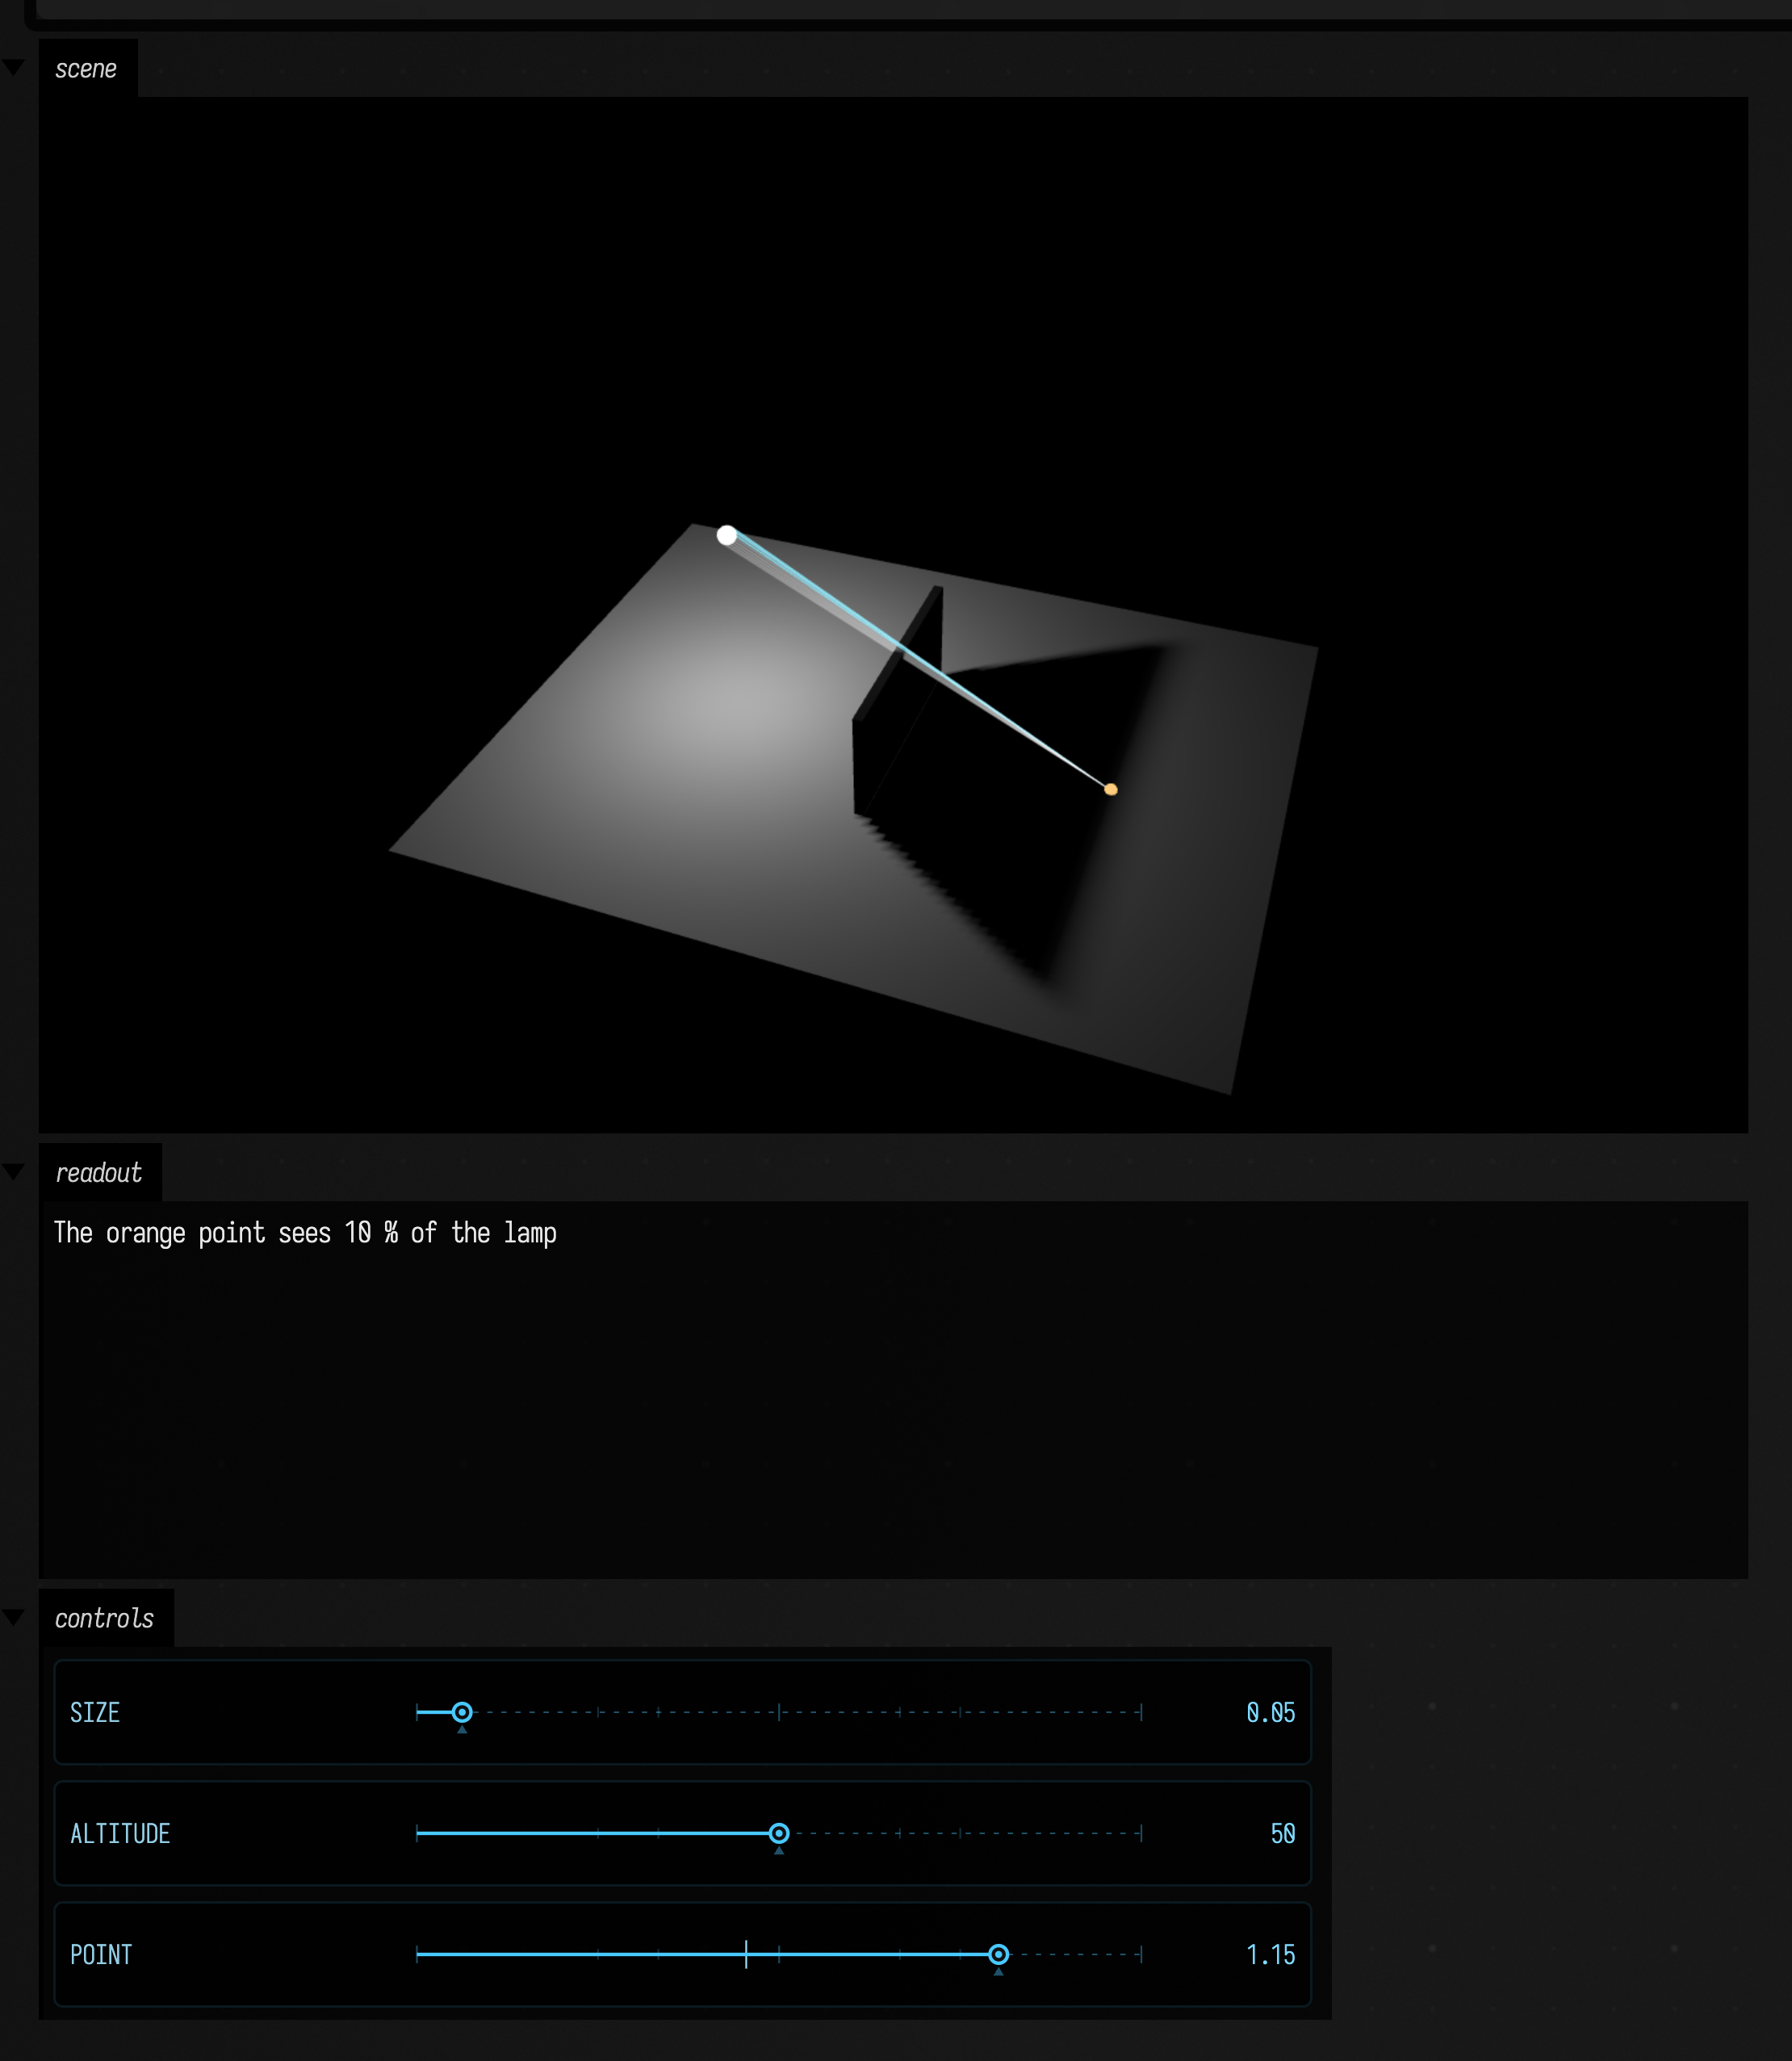 scene
readout
The orange point sees 10 % of the lamp
controls
SIZE 0.05
ALTITUDE 50
POINT 1.15